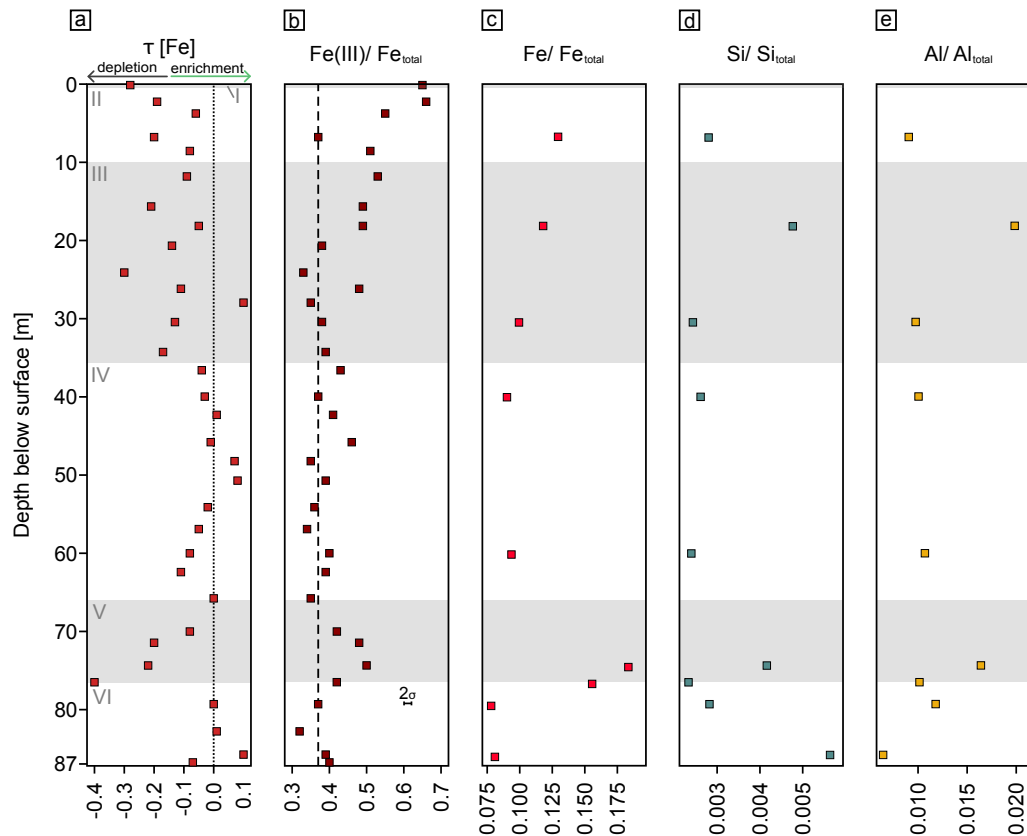 a b c d e
τ [Fe] Fe(III)/ Fe_total Fe/ Fe_total Si/ Si_total Al/ Al_total
depletion enrichment
Depth below surface [m]
0
10
20
30
40
50
60
70
80
87
I
II
III
IV
V
VI
2σ
-0.4 -0.3 -0.2 -0.1 0.0 0.1
0.3 0.4 0.5 0.6 0.7
0.075 0.100 0.125 0.150 0.175
0.003 0.004 0.005
0.010 0.015 0.020